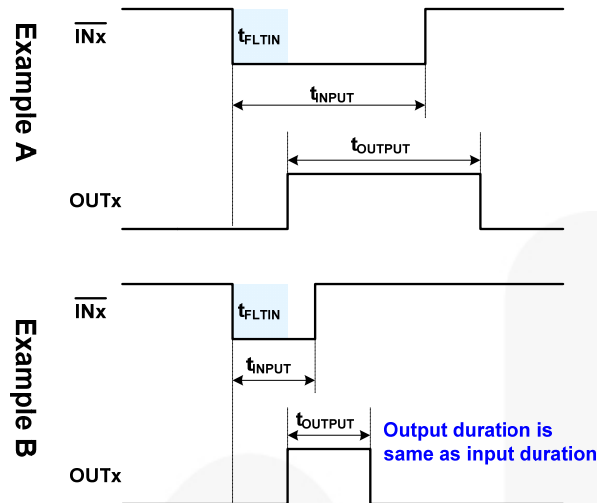 Example A
INx
tFLTIN
tINPUT
tOUTPUT
OUTx
Example B
INx
tFLTIN
tINPUT
tOUTPUT
Output duration is
same as input duration
OUTx